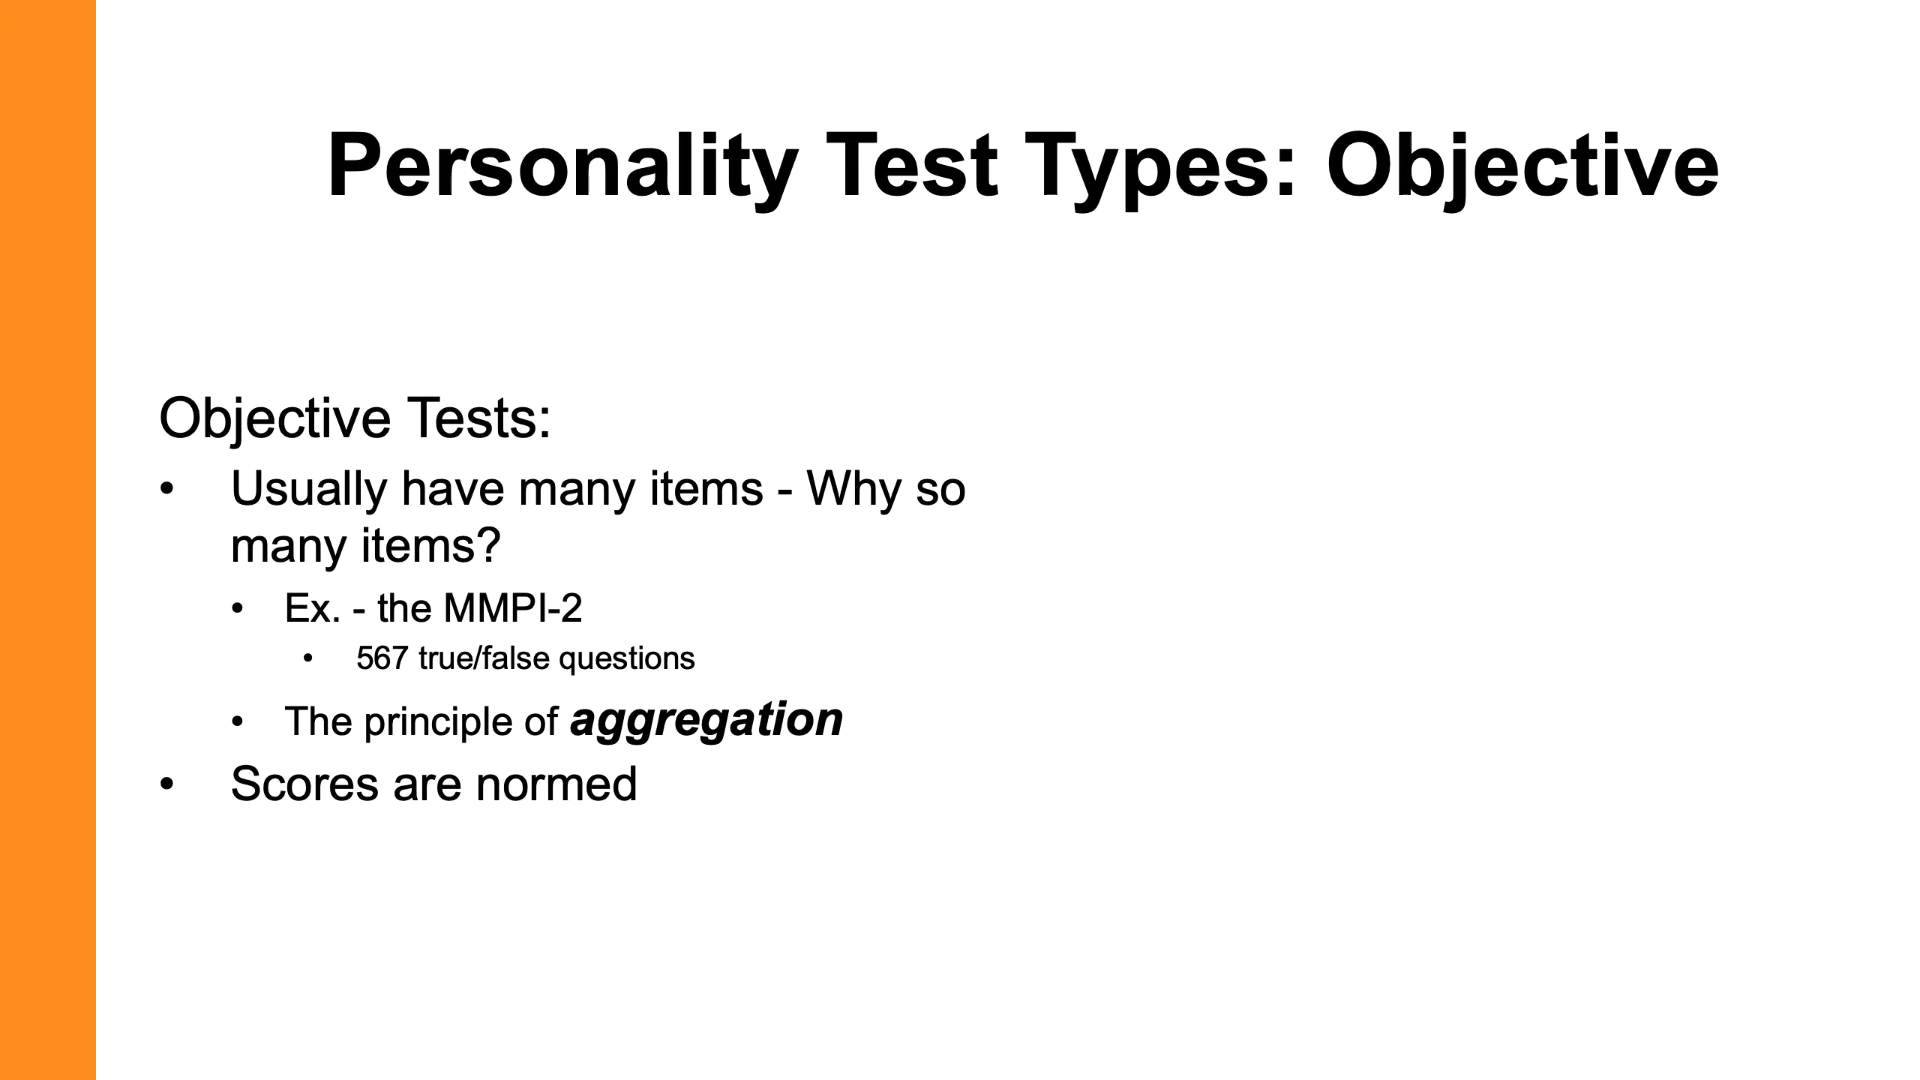 Personality Test Types: Objective
Objective Tests:
• Usually have many items - Why so
many items?
• Ex. - the MMPI-2
• 567 true/false questions
• The principle of aggregation
• Scores are normed